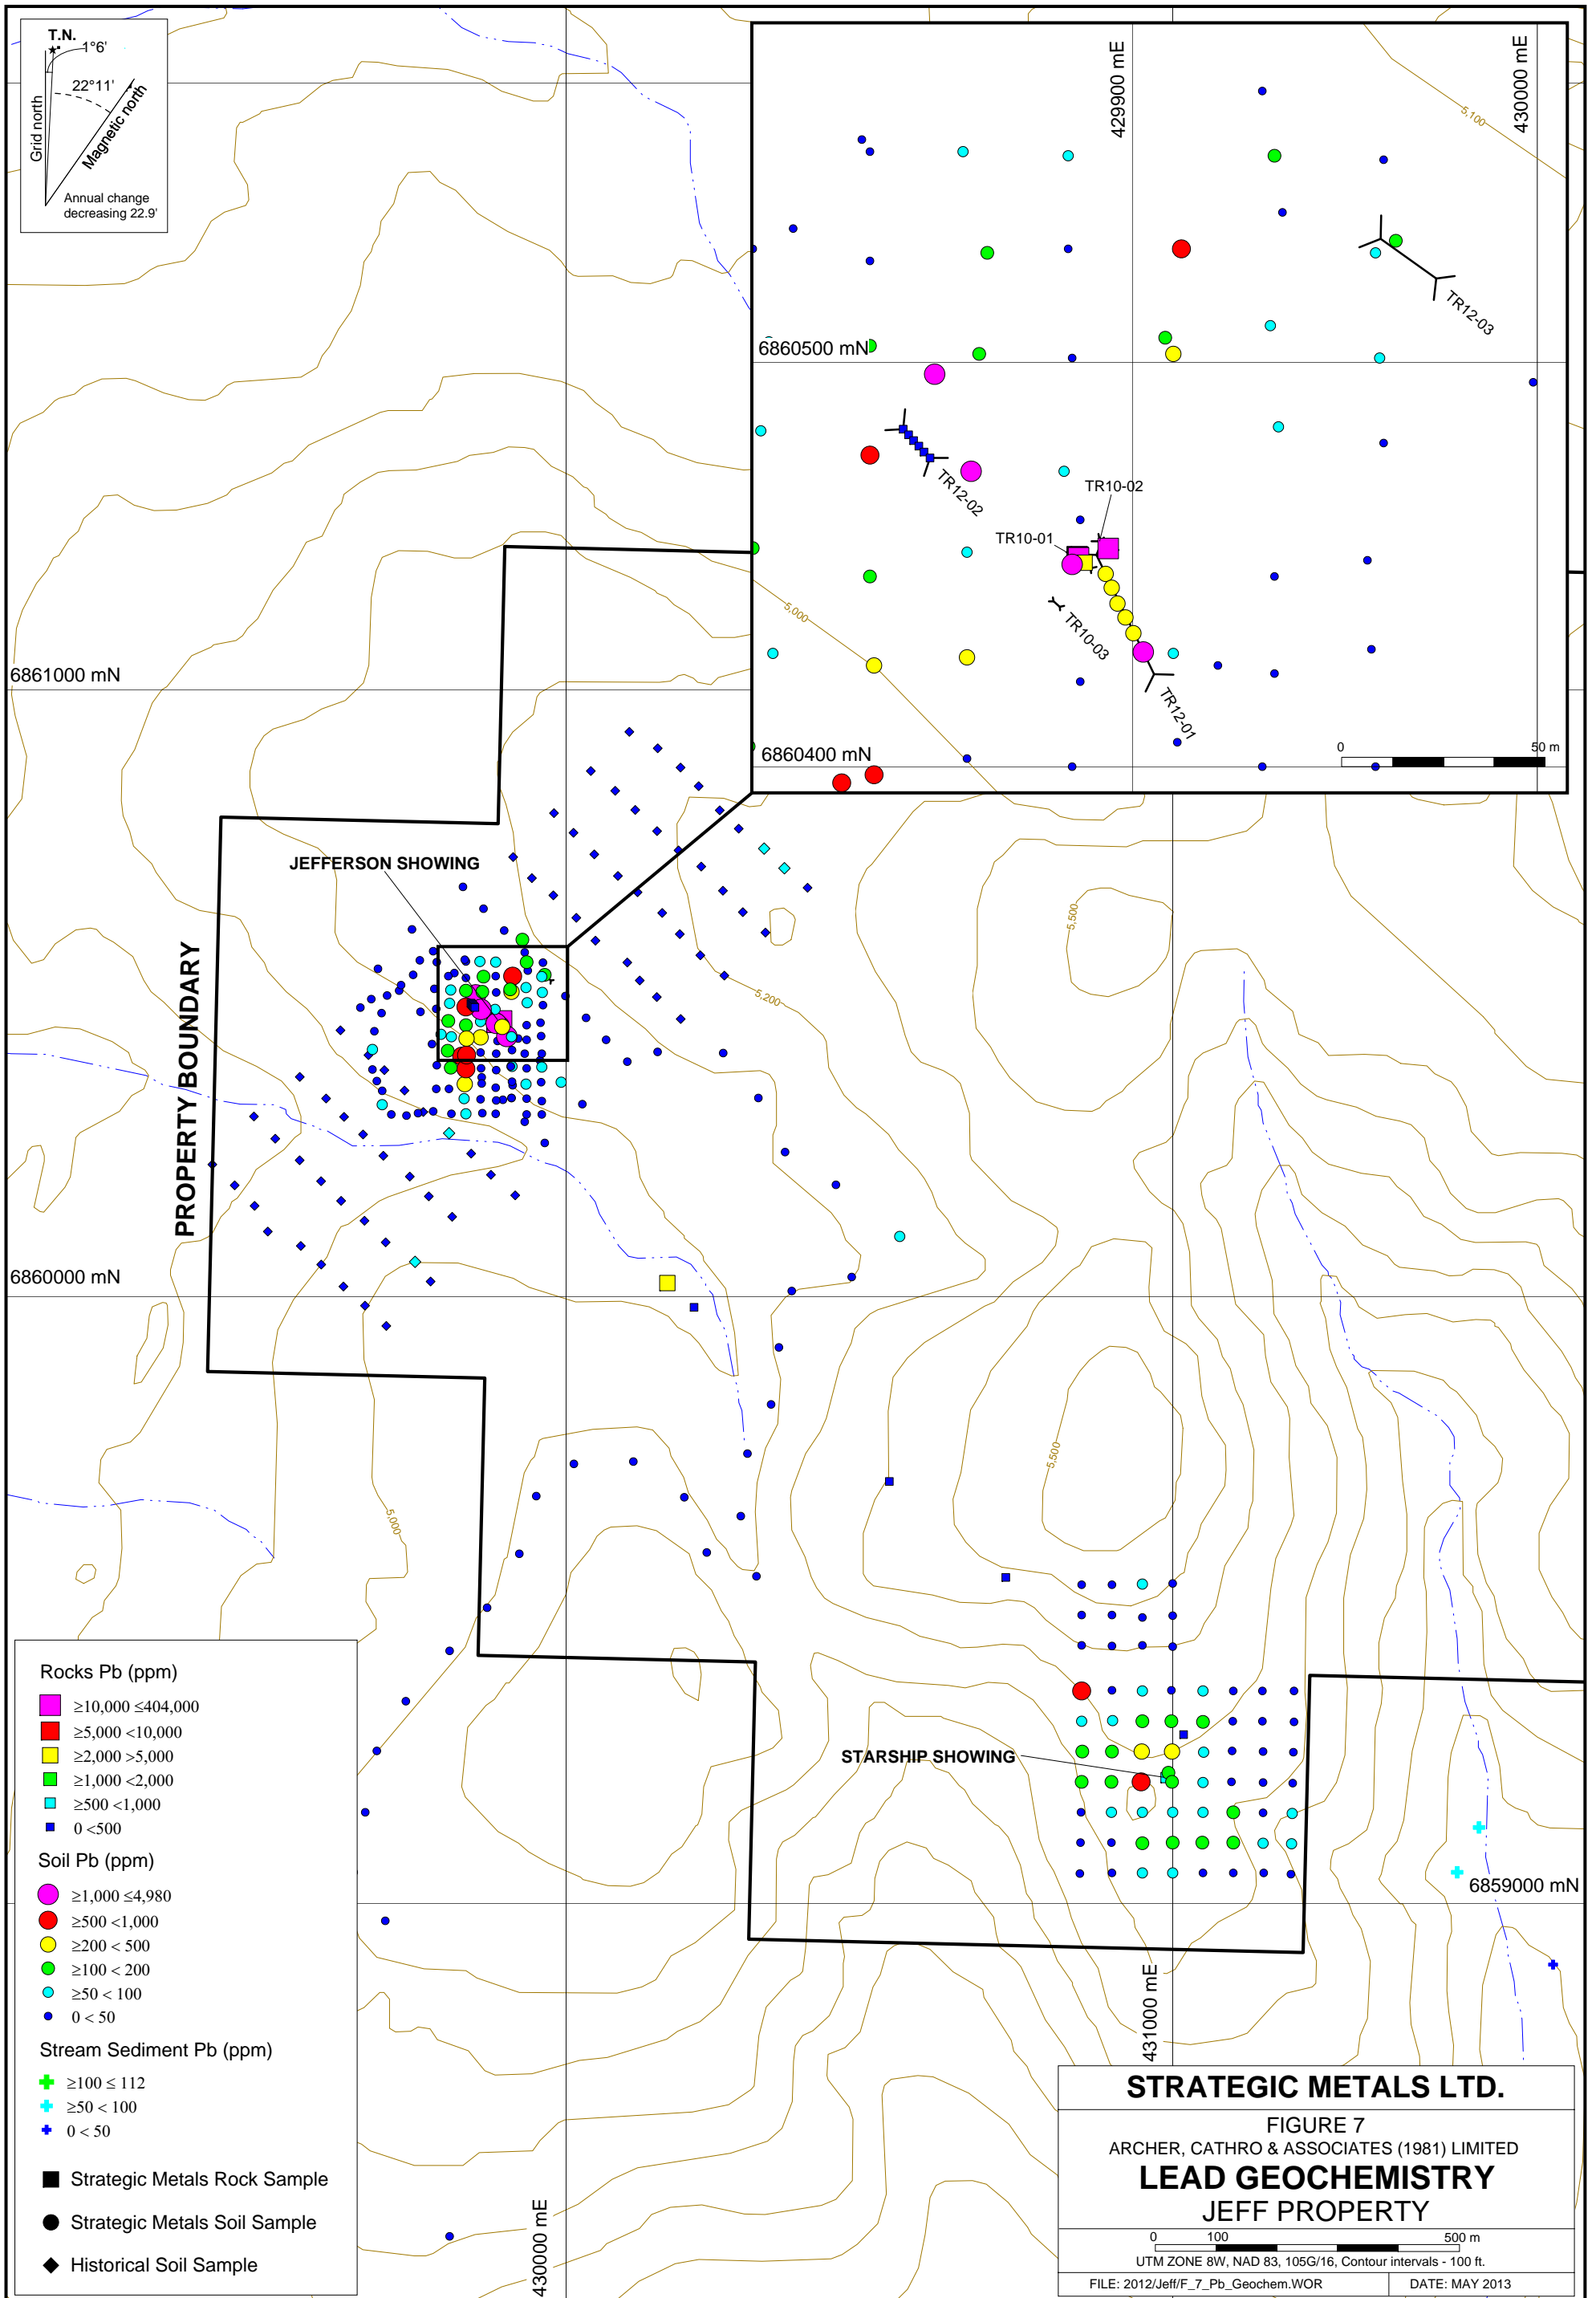 T.N.
1°6'
22°11'
Grid north
Magnetic north
Annual change
decreasing 22.9'
429900 mE
430000 mE
5,100
TR12-03
6860500 mN
TR12-02
TR10-02
TR10-01
TR10-03
TR12-01
5,000
6860400 mN
0 50 m
6861000 mN
JEFFERSON SHOWING
5,500
5,200
PROPERTY BOUNDARY
6860000 mN
5,500
5,000
STARSHIP SHOWING
6859000 mN
431000 mE
430000 mE
Rocks Pb (ppm)
≥10,000 ≤404,000
≥5,000 <10,000
≥2,000 >5,000
≥1,000 <2,000
≥500 <1,000
0 <500
Soil Pb (ppm)
≥1,000 ≤4,980
≥500 <1,000
≥200 < 500
≥100 < 200
≥50 < 100
0 < 50
Stream Sediment Pb (ppm)
≥100 ≤ 112
≥50 < 100
0 < 50
Strategic Metals Rock Sample
Strategic Metals Soil Sample
Historical Soil Sample
STRATEGIC METALS LTD.
FIGURE 7
ARCHER, CATHRO & ASSOCIATES (1981) LIMITED
LEAD GEOCHEMISTRY
JEFF PROPERTY
0 100 500 m
UTM ZONE 8W, NAD 83, 105G/16, Contour intervals - 100 ft.
FILE: 2012/Jeff/F_7_Pb_Geochem.WOR DATE: MAY 2013